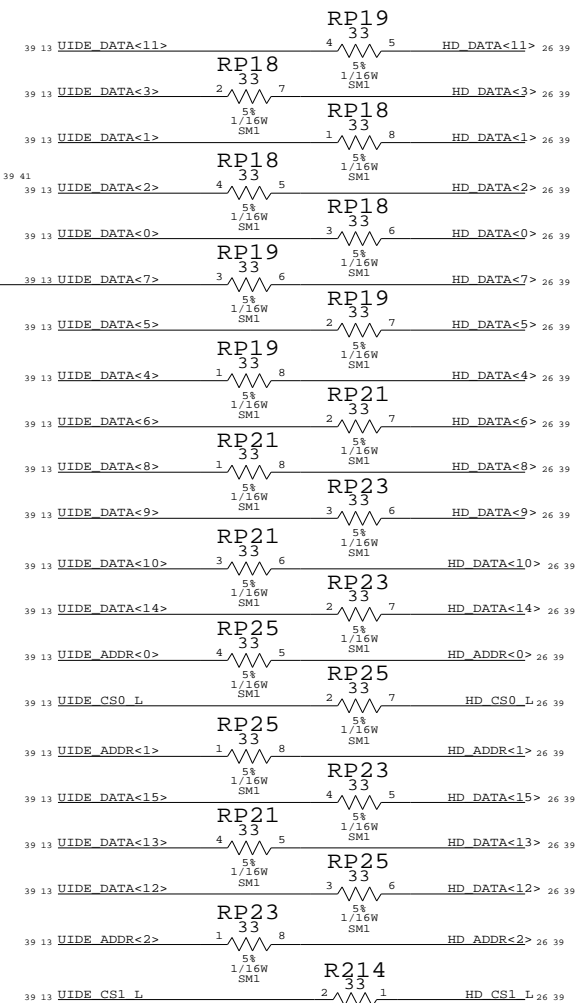 RP19
33
39 13 UIDE_DATA<11> 4 5 HD_DATA<11> 26 39
5%
1/16W
SM1
RP18
33
39 13 UIDE_DATA<3> 2 7 HD_DATA<3> 26 39
5%
1/16W
SM1
RP18
33
39 13 UIDE_DATA<1> 1 8 HD_DATA<1> 26 39
5%
1/16W
SM1
RP18
33
39 41
39 13 UIDE_DATA<2> 4 5 HD_DATA<2> 26 39
5%
1/16W
SM1
RP18
33
39 13 UIDE_DATA<0> 3 6 HD_DATA<0> 26 39
5%
1/16W
SM1
RP19
33
39 13 UIDE_DATA<7> 3 6 HD_DATA<7> 26 39
5%
1/16W
SM1
RP19
33
39 13 UIDE_DATA<5> 2 7 HD_DATA<5> 26 39
5%
1/16W
SM1
RP19
33
39 13 UIDE_DATA<4> 1 8 HD_DATA<4> 26 39
5%
1/16W
SM1
RP21
33
39 13 UIDE_DATA<6> 2 7 HD_DATA<6> 26 39
5%
1/16W
SM1
RP21
33
39 13 UIDE_DATA<8> 1 8 HD_DATA<8> 26 39
5%
1/16W
SM1
RP23
33
39 13 UIDE_DATA<9> 3 6 HD_DATA<9> 26 39
5%
1/16W
SM1
RP21
33
39 13 UIDE_DATA<10> 3 6 HD_DATA<10> 26 39
5%
1/16W
SM1
RP23
33
39 13 UIDE_DATA<14> 2 7 HD_DATA<14> 26 39
5%
1/16W
SM1
RP25
33
39 13 UIDE_ADDR<0> 4 5 HD_ADDR<0> 26 39
5%
1/16W
SM1
RP25
33
39 13 UIDE_CS0_L 2 7 HD_CS0_L 26 39
5%
1/16W
SM1
RP25
33
39 13 UIDE_ADDR<1> 1 8 HD_ADDR<1> 26 39
5%
1/16W
SM1
RP23
33
39 13 UIDE_DATA<15> 4 5 HD_DATA<15> 26 39
5%
1/16W
SM1
RP21
33
39 13 UIDE_DATA<13> 4 5 HD_DATA<13> 26 39
5%
1/16W
SM1
RP25
33
39 13 UIDE_DATA<12> 3 6 HD_DATA<12> 26 39
5%
1/16W
SM1
RP23
33
39 13 UIDE_ADDR<2> 1 8 HD_ADDR<2> 26 39
5%
1/16W
SM1
R214
33
39 13 UIDE_CS1_L 2 1 HD_CS1_L 26 39